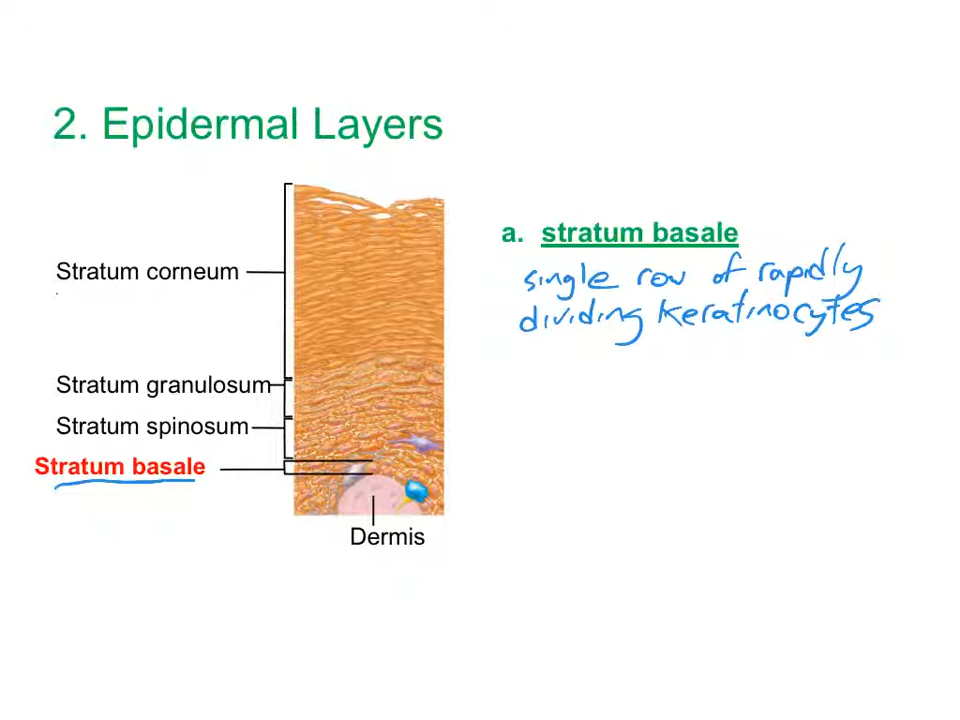 2. Epidermal Layers
a. stratum basale
single row of rapidly
dividing keratinocytes
Stratum corneum
Stratum granulosum
Stratum spinosum
Stratum basale
Dermis